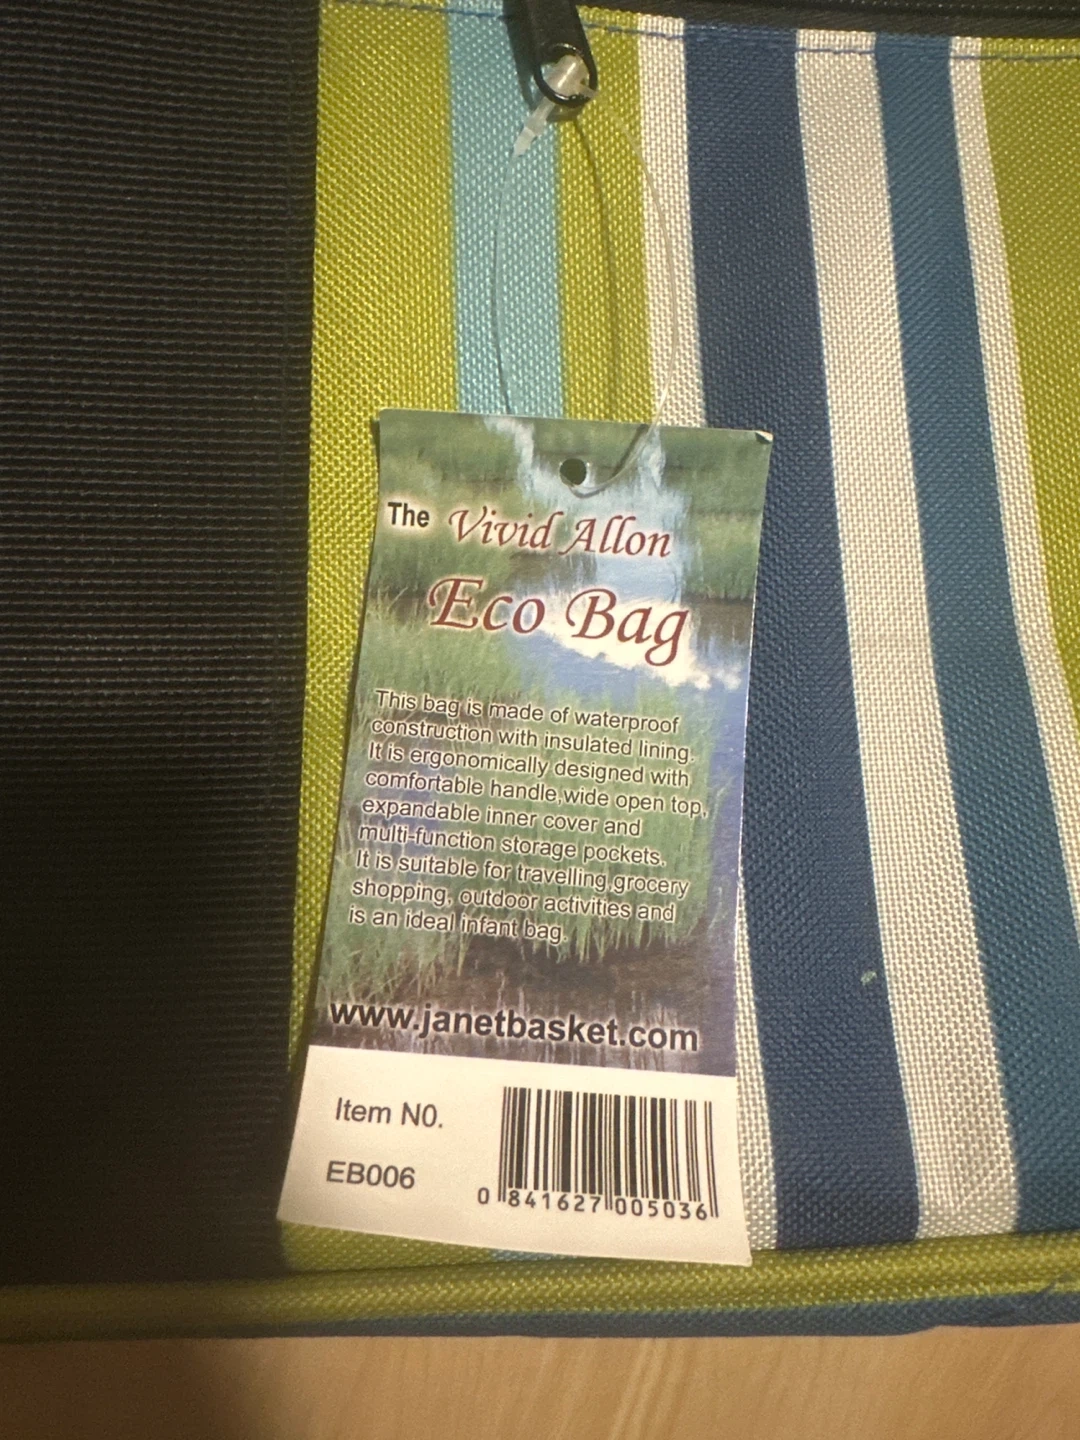 The Vivid Allon
Eco Bag
This bag is made of waterproof
construction with insulated lining.
It is ergonomically designed with
comfortable handle,wide open top,
expandable inner cover and
multi-function storage pockets.
It is suitable for travelling,grocery
shopping, outdoor activities and
is an ideal infant bag.
www.janetbasket.com
Item N0.
EB006
0 841627 005036